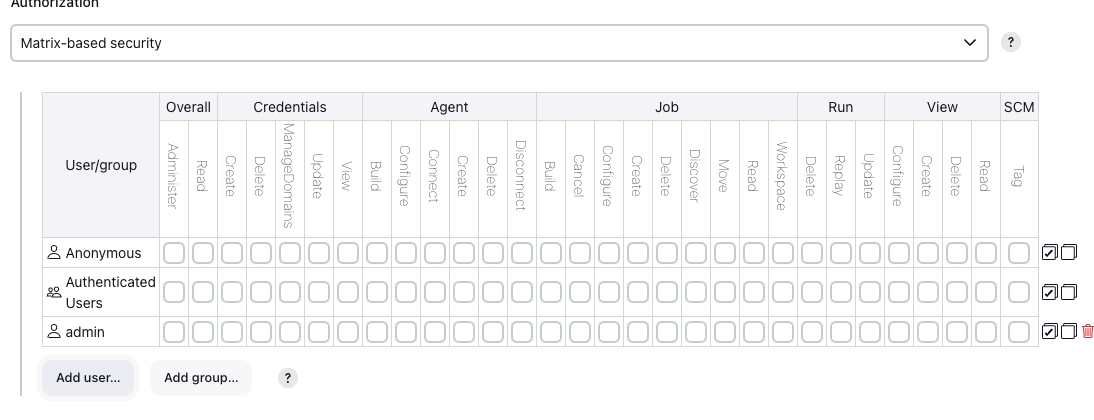 Authorization
Matrix-based security
?
User/group
Overall
Credentials
Agent
Job
Run
View
SCM
Administer
Read
Create
Delete
ManageDomains
Update
View
Build
Configure
Connect
Create
Delete
Disconnect
Build
Cancel
Configure
Create
Delete
Discover
Move
Read
Workspace
Delete
Replay
Update
Configure
Create
Delete
Read
Tag
Anonymous
Authenticated
Users
admin
Add user...
Add group...
?